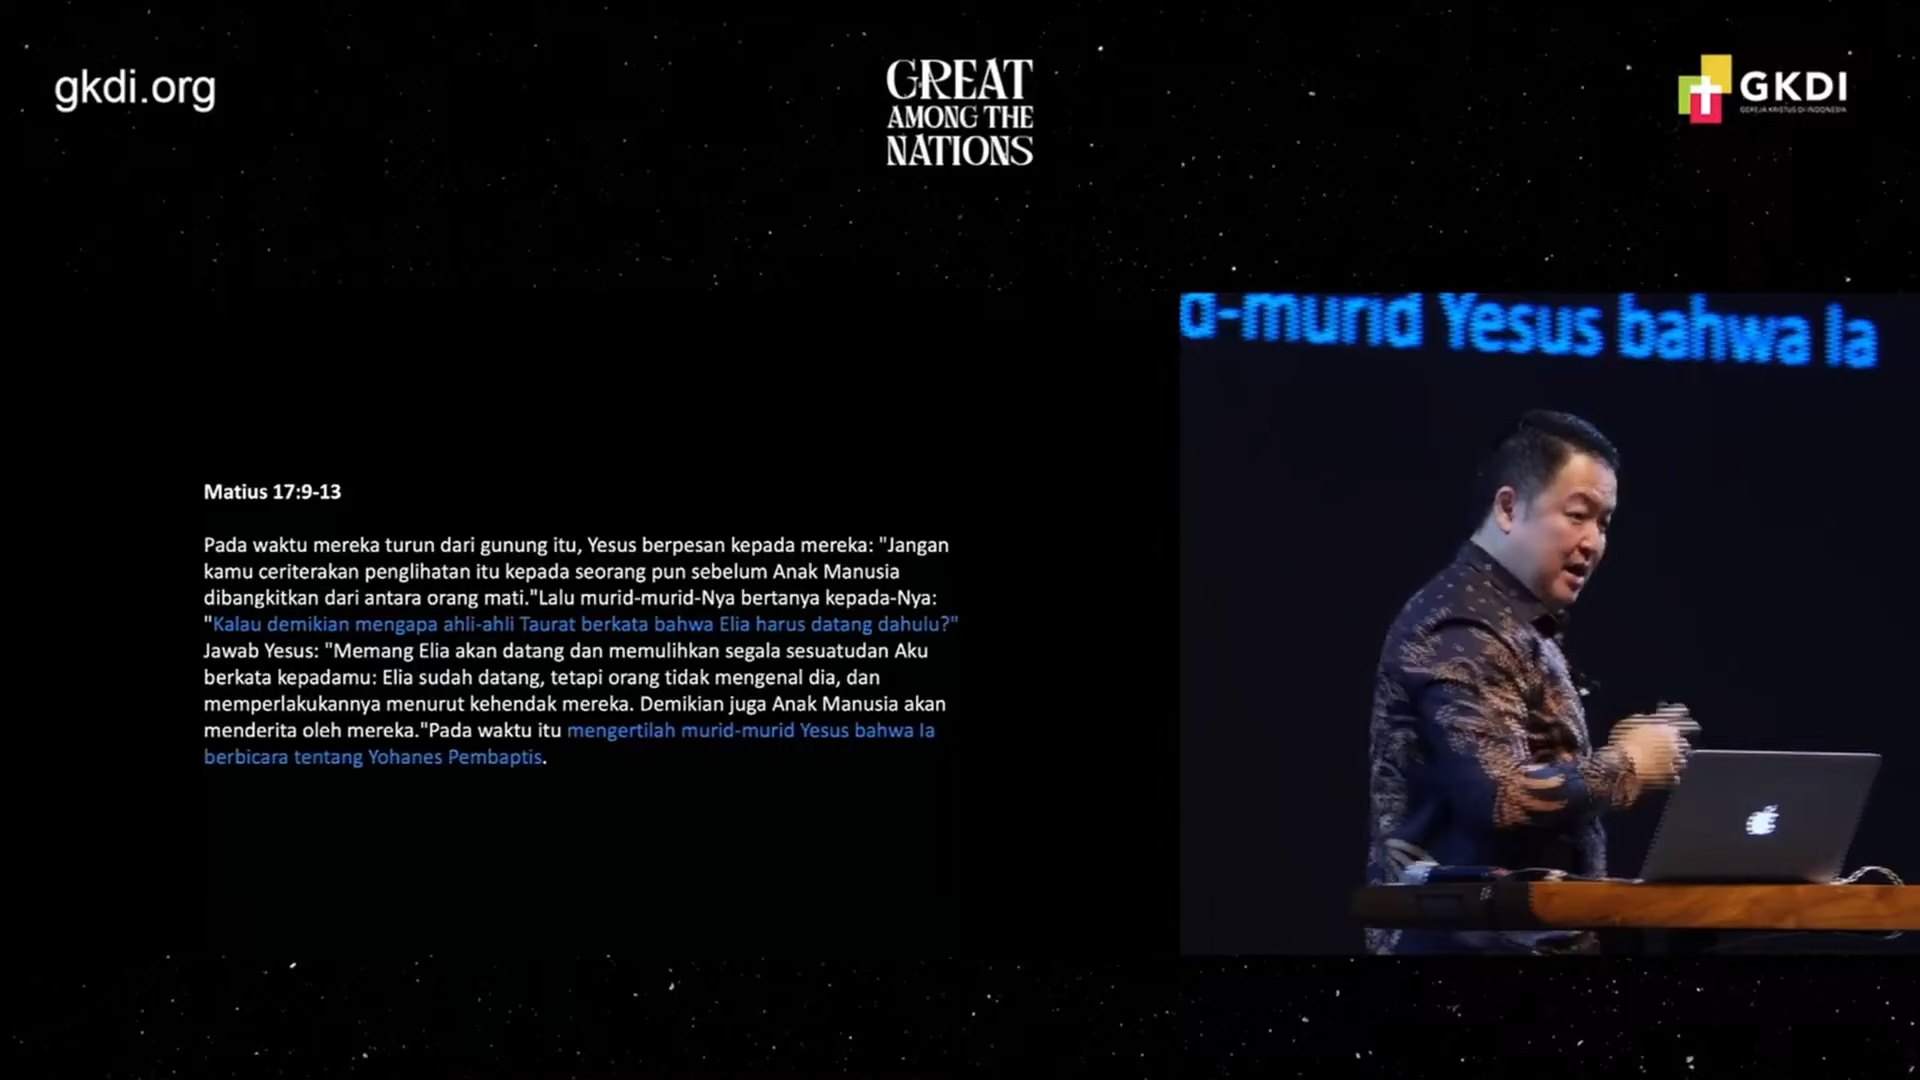 gkdi.org
GREAT
AMONG THE
NATIONS
GKDI
GEREJA KRISTUS DI INDONESIA
Matius 17:9-13
Pada waktu mereka turun dari gunung itu, Yesus berpesan kepada mereka: "Jangan
kamu ceriterakan penglihatan itu kepada seorang pun sebelum Anak Manusia
dibangkitkan dari antara orang mati."Lalu murid-murid-Nya bertanya kepada-Nya:
"Kalau demikian mengapa ahli-ahli Taurat berkata bahwa Elia harus datang dahulu?"
Jawab Yesus: "Memang Elia akan datang dan memulihkan segala sesuatudan Aku
berkata kepadamu: Elia sudah datang, tetapi orang tidak mengenal dia, dan
memperlakukannya menurut kehendak mereka. Demikian juga Anak Manusia akan
menderita oleh mereka."Pada waktu itu mengertilah murid-murid Yesus bahwa Ia
berbicara tentang Yohanes Pembaptis.
d-murid Yesus bahwa Ia